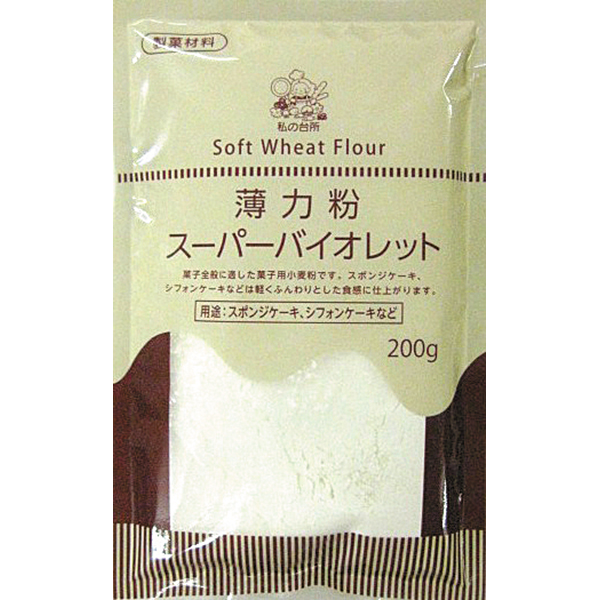 製菓材料
私の台所
Soft Wheat Flour
薄力粉
スーパーバイオレット
菓子全般に適した菓子用小麦粉です。スポンジケーキ、
シフォンケーキなどは軽くふんわりとした食感に仕上がります。
用途:スポンジケーキ、シフォンケーキなど
200g